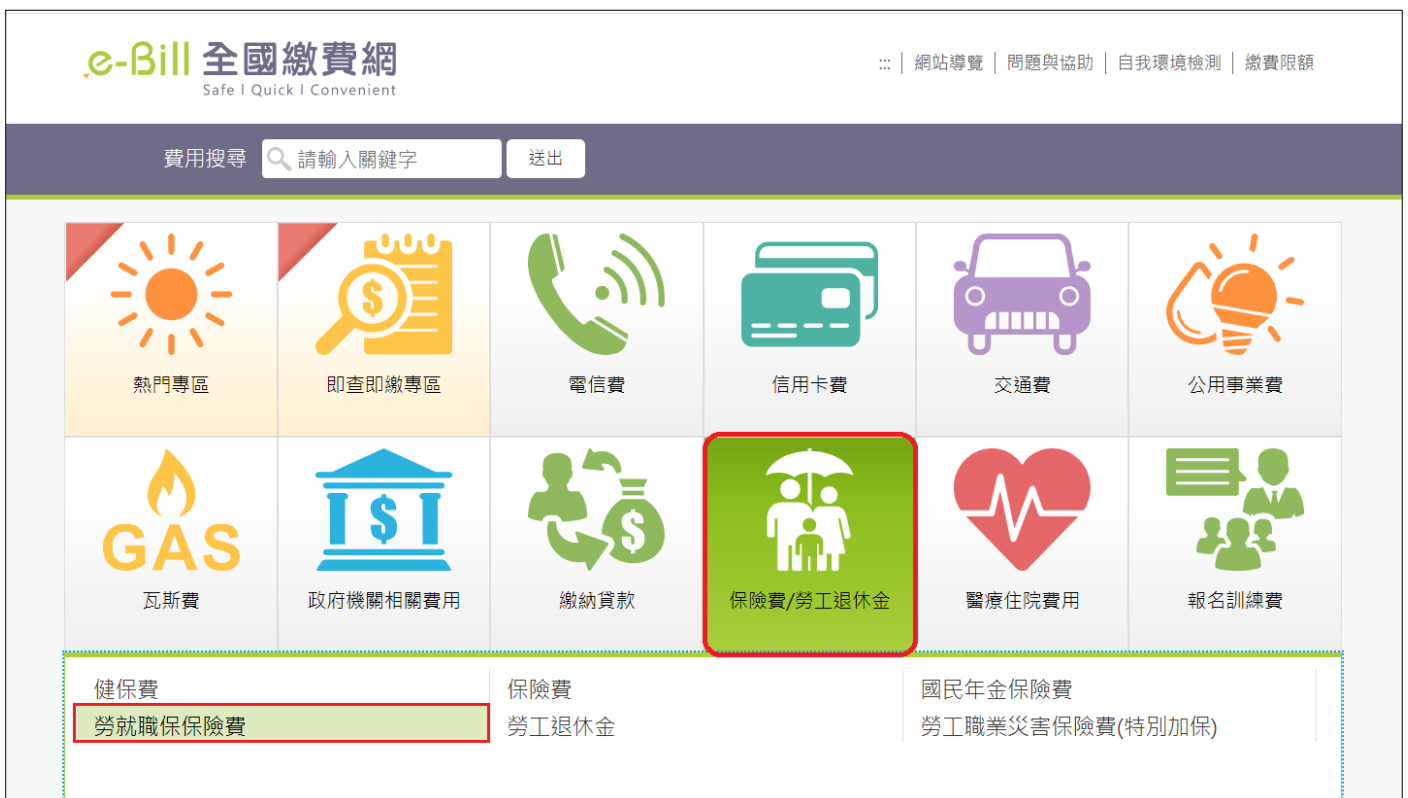 e-Bill 全國繳費網
Safe | Quick | Convenient
::: | 網站導覽 | 問題與協助 | 自我環境檢測 | 繳費限額
費用搜尋 請輸入關鍵字 送出
$
熱門專區 即查即繳專區 電信費 信用卡費 交通費 公用事業費
GAS $ $
瓦斯費 政府機關相關費用 繳納貸款 保險費/勞工退休金 醫療住院費用 報名訓練費
健保費 保險費 國民年金保險費
勞就職保保險費 勞工退休金 勞工職業災害保險費(特別加保)